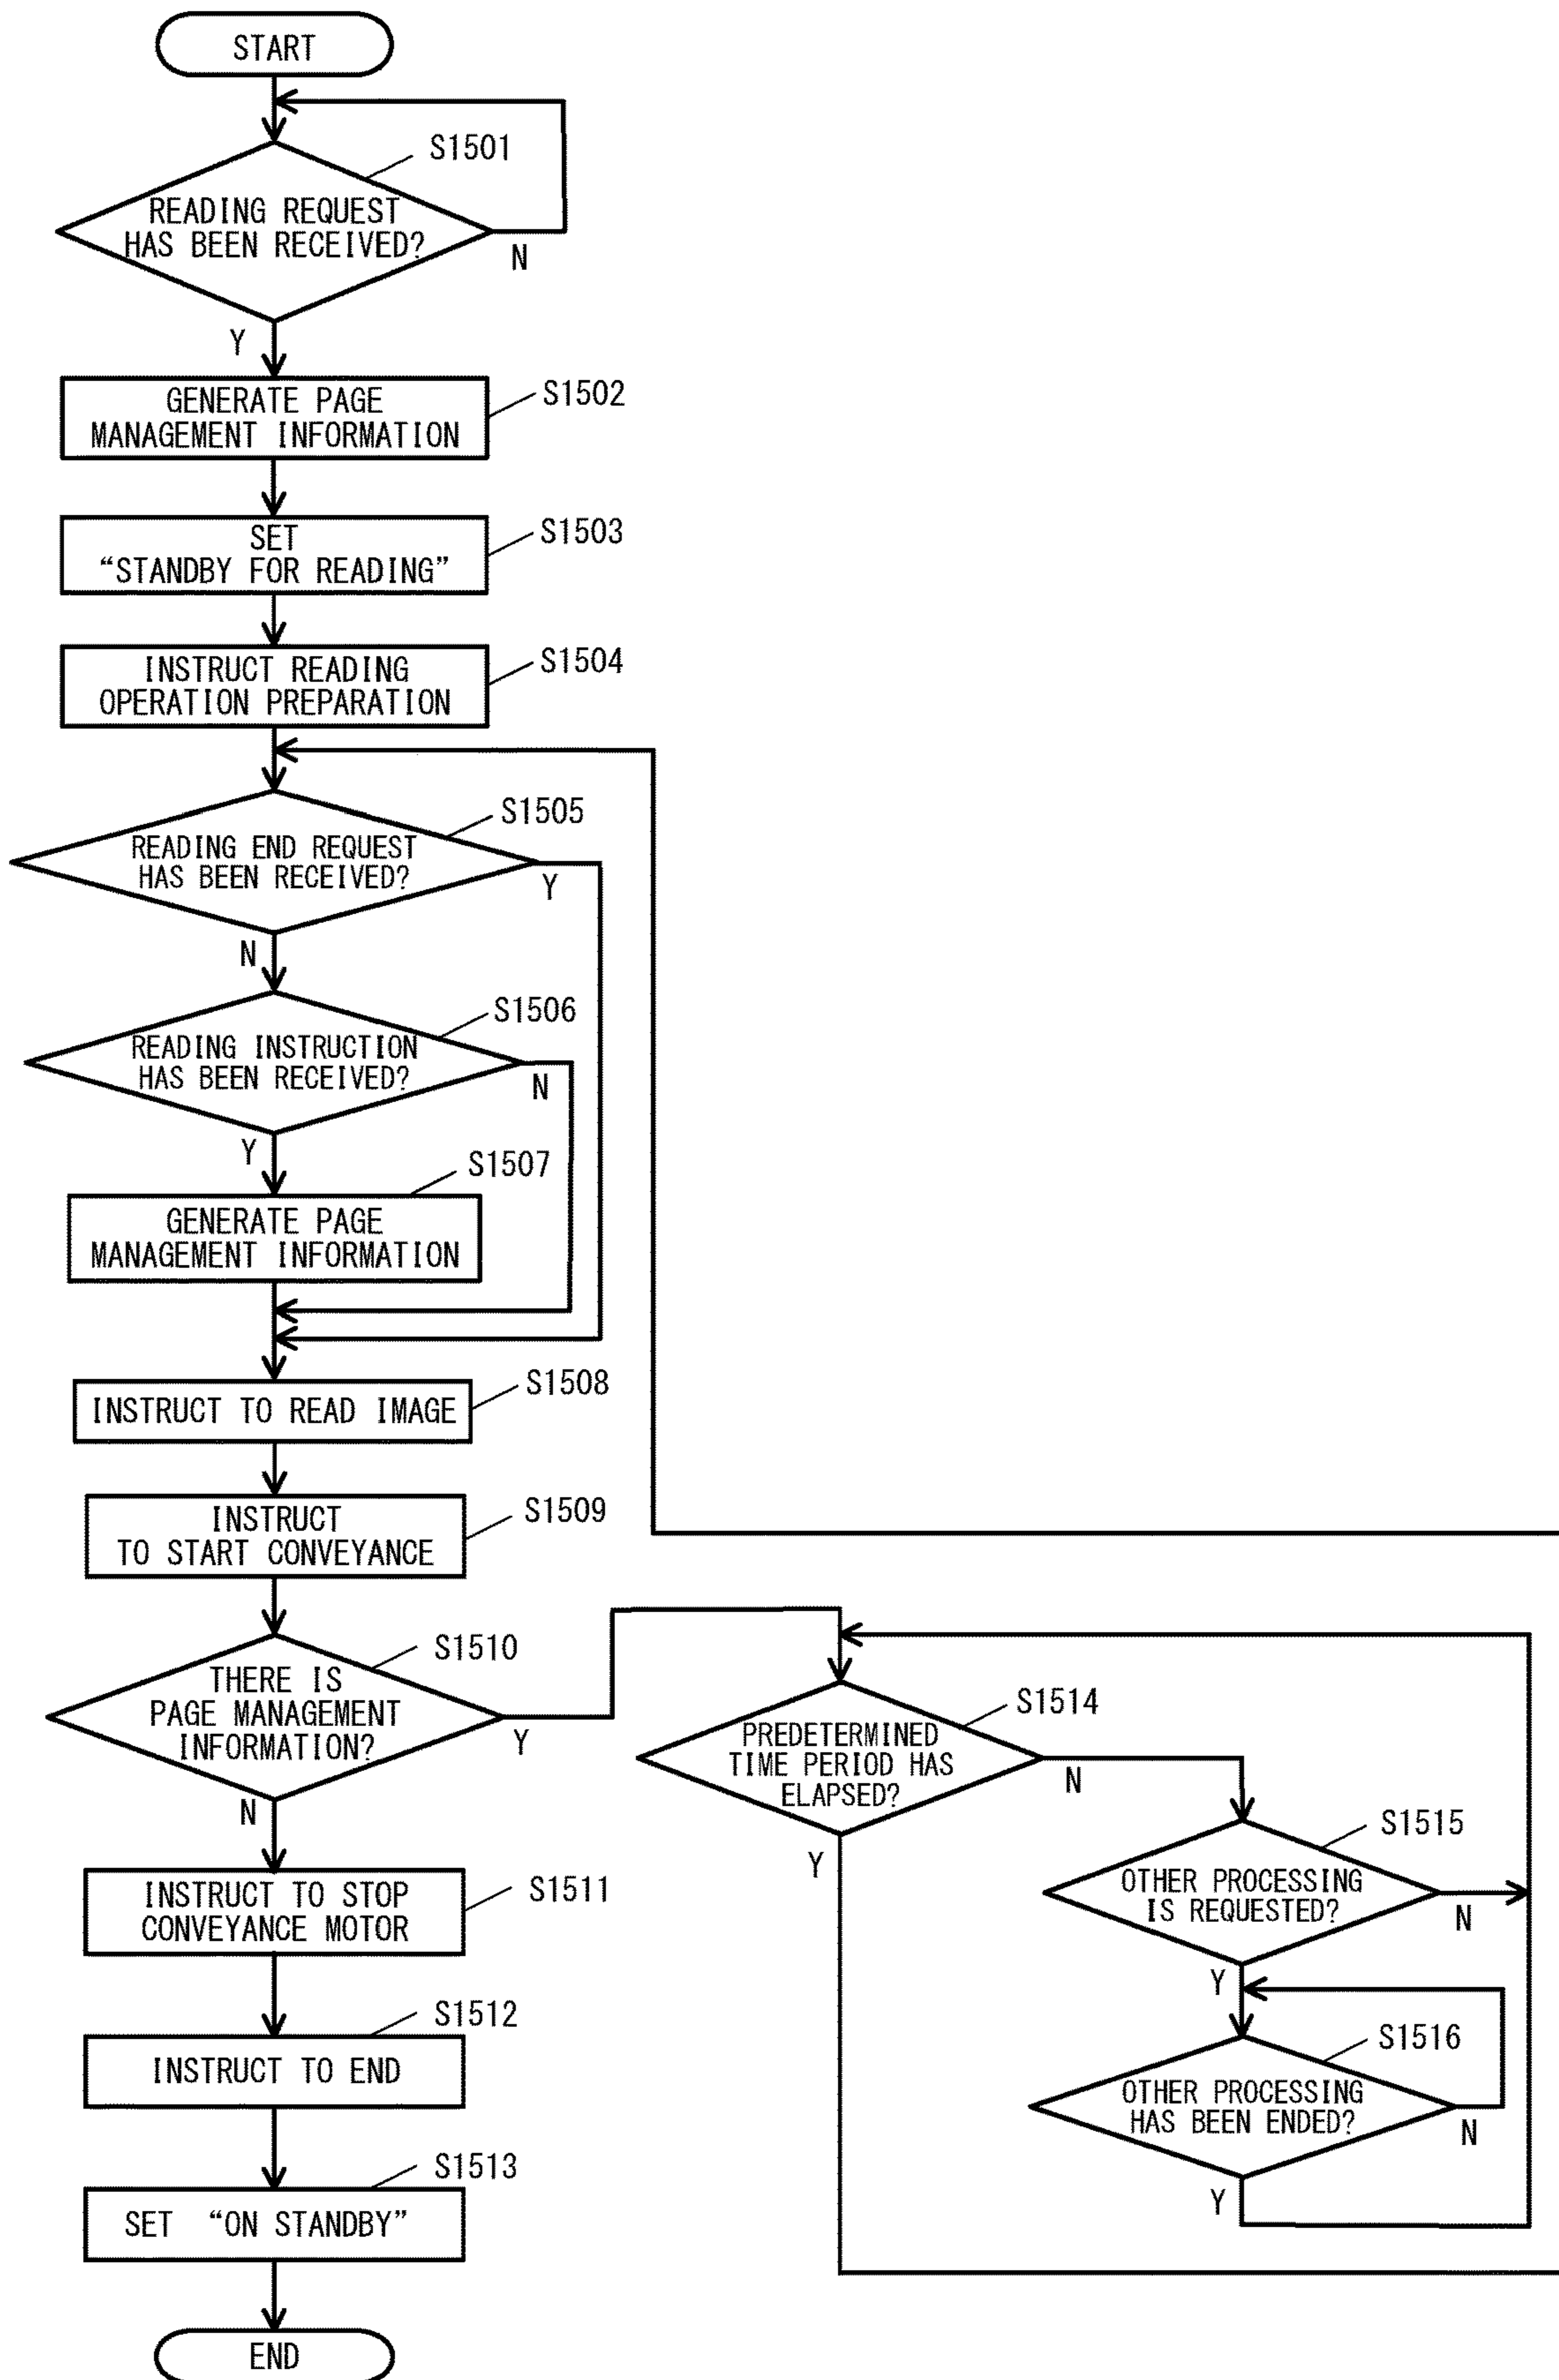 START
S1501
READING REQUEST
HAS BEEN RECEIVED?
N
Y
GENERATE PAGE
MANAGEMENT INFORMATION
S1502
SET
“STANDBY FOR READING”
S1503
INSTRUCT READING
OPERATION PREPARATION
S1504
S1505
READING END REQUEST
HAS BEEN RECEIVED?
Y
N
S1506
READING INSTRUCTION
HAS BEEN RECEIVED?
N
Y
S1507
GENERATE PAGE
MANAGEMENT INFORMATION
S1508
INSTRUCT TO READ IMAGE
S1509
INSTRUCT
TO START CONVEYANCE
S1510
THERE IS
PAGE MANAGEMENT
INFORMATION?
Y
N
S1514
PREDETERMINED
TIME PERIOD HAS
ELAPSED?
N
Y
S1515
OTHER PROCESSING
IS REQUESTED?
N
Y
S1516
OTHER PROCESSING
HAS BEEN ENDED?
N
Y
INSTRUCT TO STOP
CONVEYANCE MOTOR
S1511
S1512
INSTRUCT TO END
S1513
SET “ON STANDBY”
END